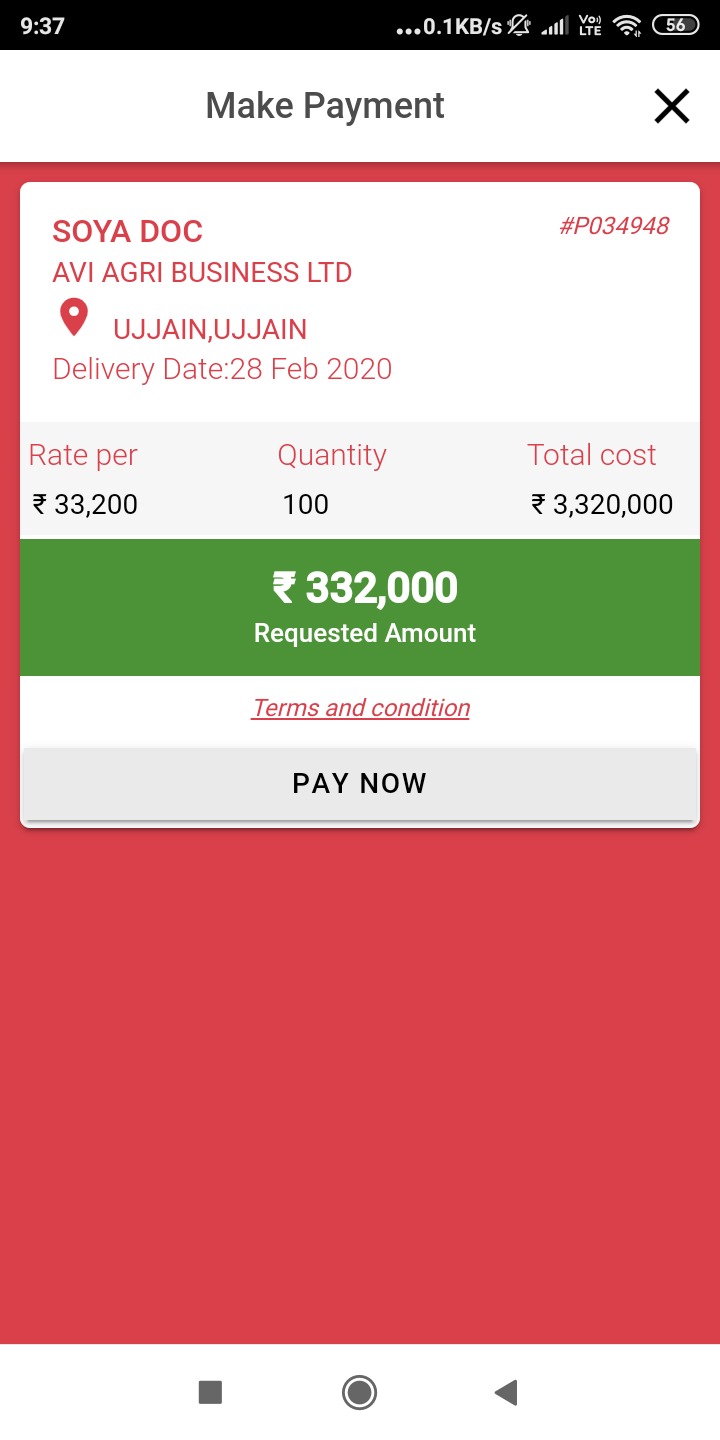 9:37
...0.1KB/s Vo LTE 56
Make Payment
SOYA DOC
#P034948
AVI AGRI BUSINESS LTD
UJJAIN,UJJAIN
Delivery Date:28 Feb 2020
Rate per Quantity Total cost
₹ 33,200 100 ₹ 3,320,000
₹ 332,000
Requested Amount
Terms and condition
PAY NOW